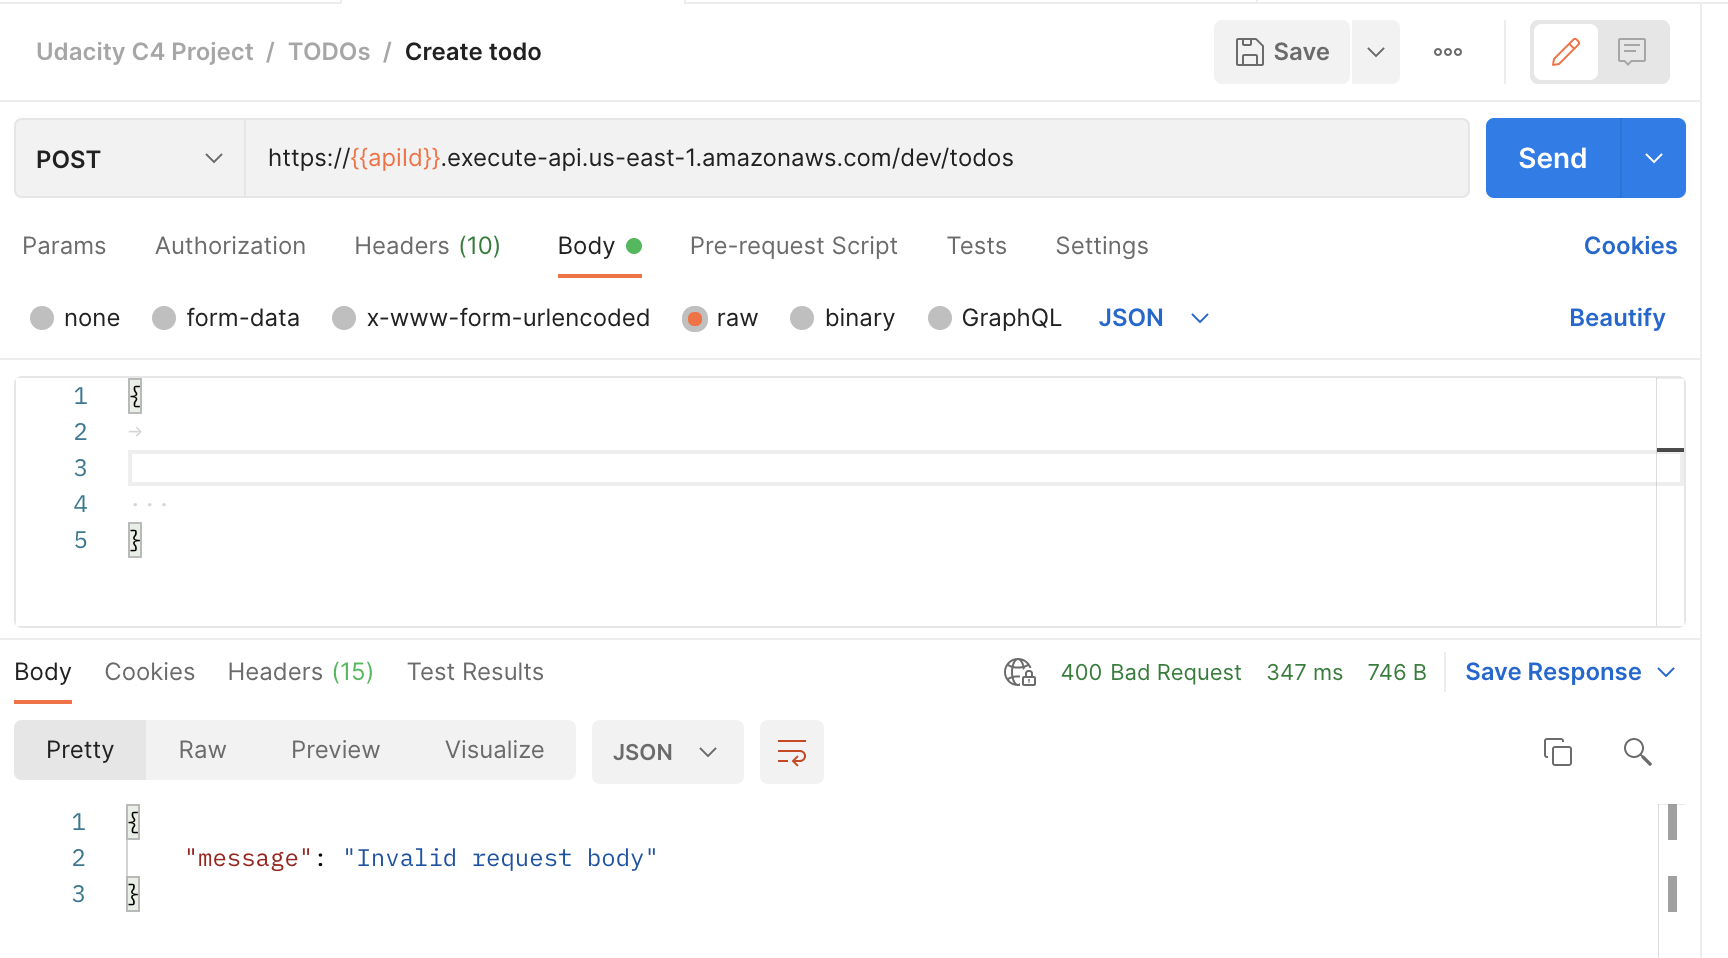 Udacity C4 Project / TODOs / Create todo
Save
POST
https://{{apiId}}.execute-api.us-east-1.amazonaws.com/dev/todos
Send
Params Authorization Headers (10) Body Pre-request Script Tests Settings Cookies
none form-data x-www-form-urlencoded raw binary GraphQL JSON Beautify
1 {
2
3
4
5 }
Body Cookies Headers (15) Test Results 400 Bad Request 347 ms 746 B Save Response
Pretty Raw Preview Visualize JSON
1 {
2 "message": "Invalid request body"
3 }